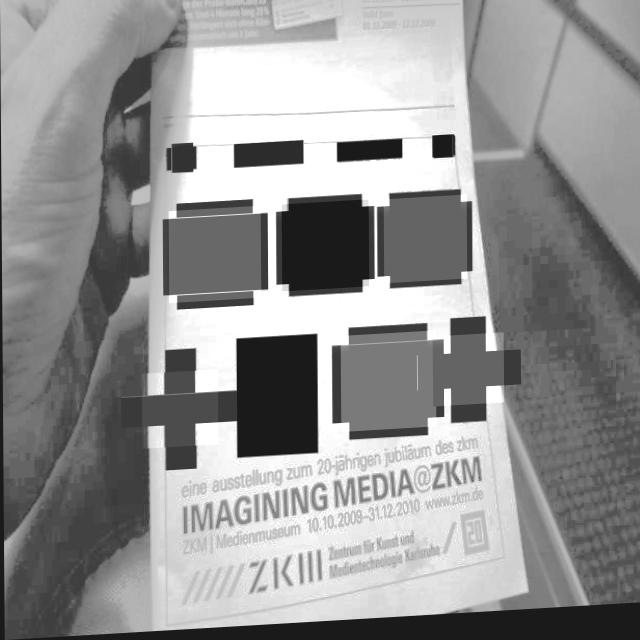 eine ausstellung zum 20-jährigen jubiläum des zkm
IMAGINING MEDIA@ZKM
ZKM | Medienmuseum 10.10.2009–31.12.2010 www.zkm.de
ZKM
Zentrum für Kunst und
Medientechnologie Karlsruhe
20